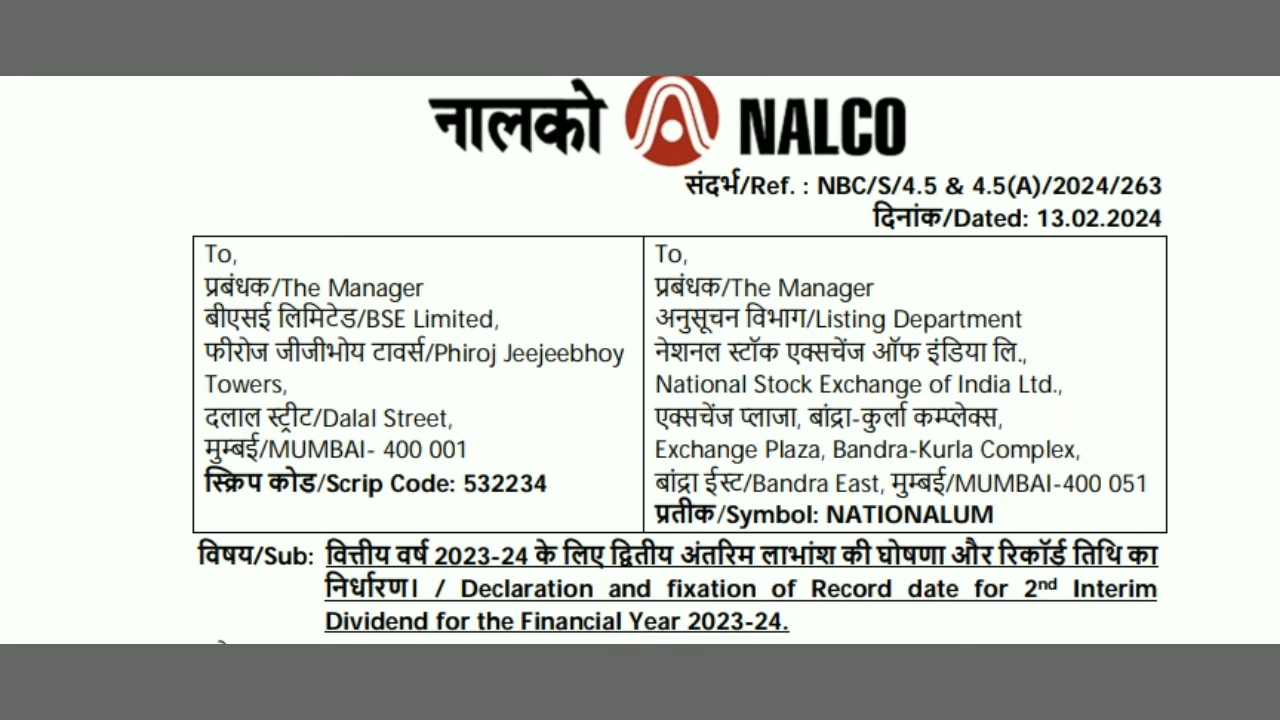 नालको NALCO
संदर्भ/Ref. : NBC/S/4.5 & 4.5(A)/2024/263
दिनांक/Dated: 13.02.2024
To,
प्रबंधक/The Manager
बीएसई लिमिटेड/BSE Limited,
फीरोज जीजीभोय टावर्स/Phiroj Jeejeebhoy
Towers,
दलाल स्ट्रीट/Dalal Street,
मुम्बई/MUMBAI- 400 001
स्क्रिप कोड/Scrip Code: 532234
To,
प्रबंधक/The Manager
अनुसूचन विभाग/Listing Department
नेशनल स्टॉक एक्सचेंज ऑफ इंडिया लि.,
National Stock Exchange of India Ltd.,
एक्सचेंज प्लाजा, बांद्रा-कुर्ला कम्प्लेक्स,
Exchange Plaza, Bandra-Kurla Complex,
बांद्रा ईस्ट/Bandra East, मुम्बई/MUMBAI-400 051
प्रतीक/Symbol: NATIONALUM
विषय/Sub: वित्तीय वर्ष 2023-24 के लिए द्वितीय अंतरिम लाभांश की घोषणा और रिकॉर्ड तिथि का
निर्धारण। / Declaration and fixation of Record date for 2nd Interim
Dividend for the Financial Year 2023-24.